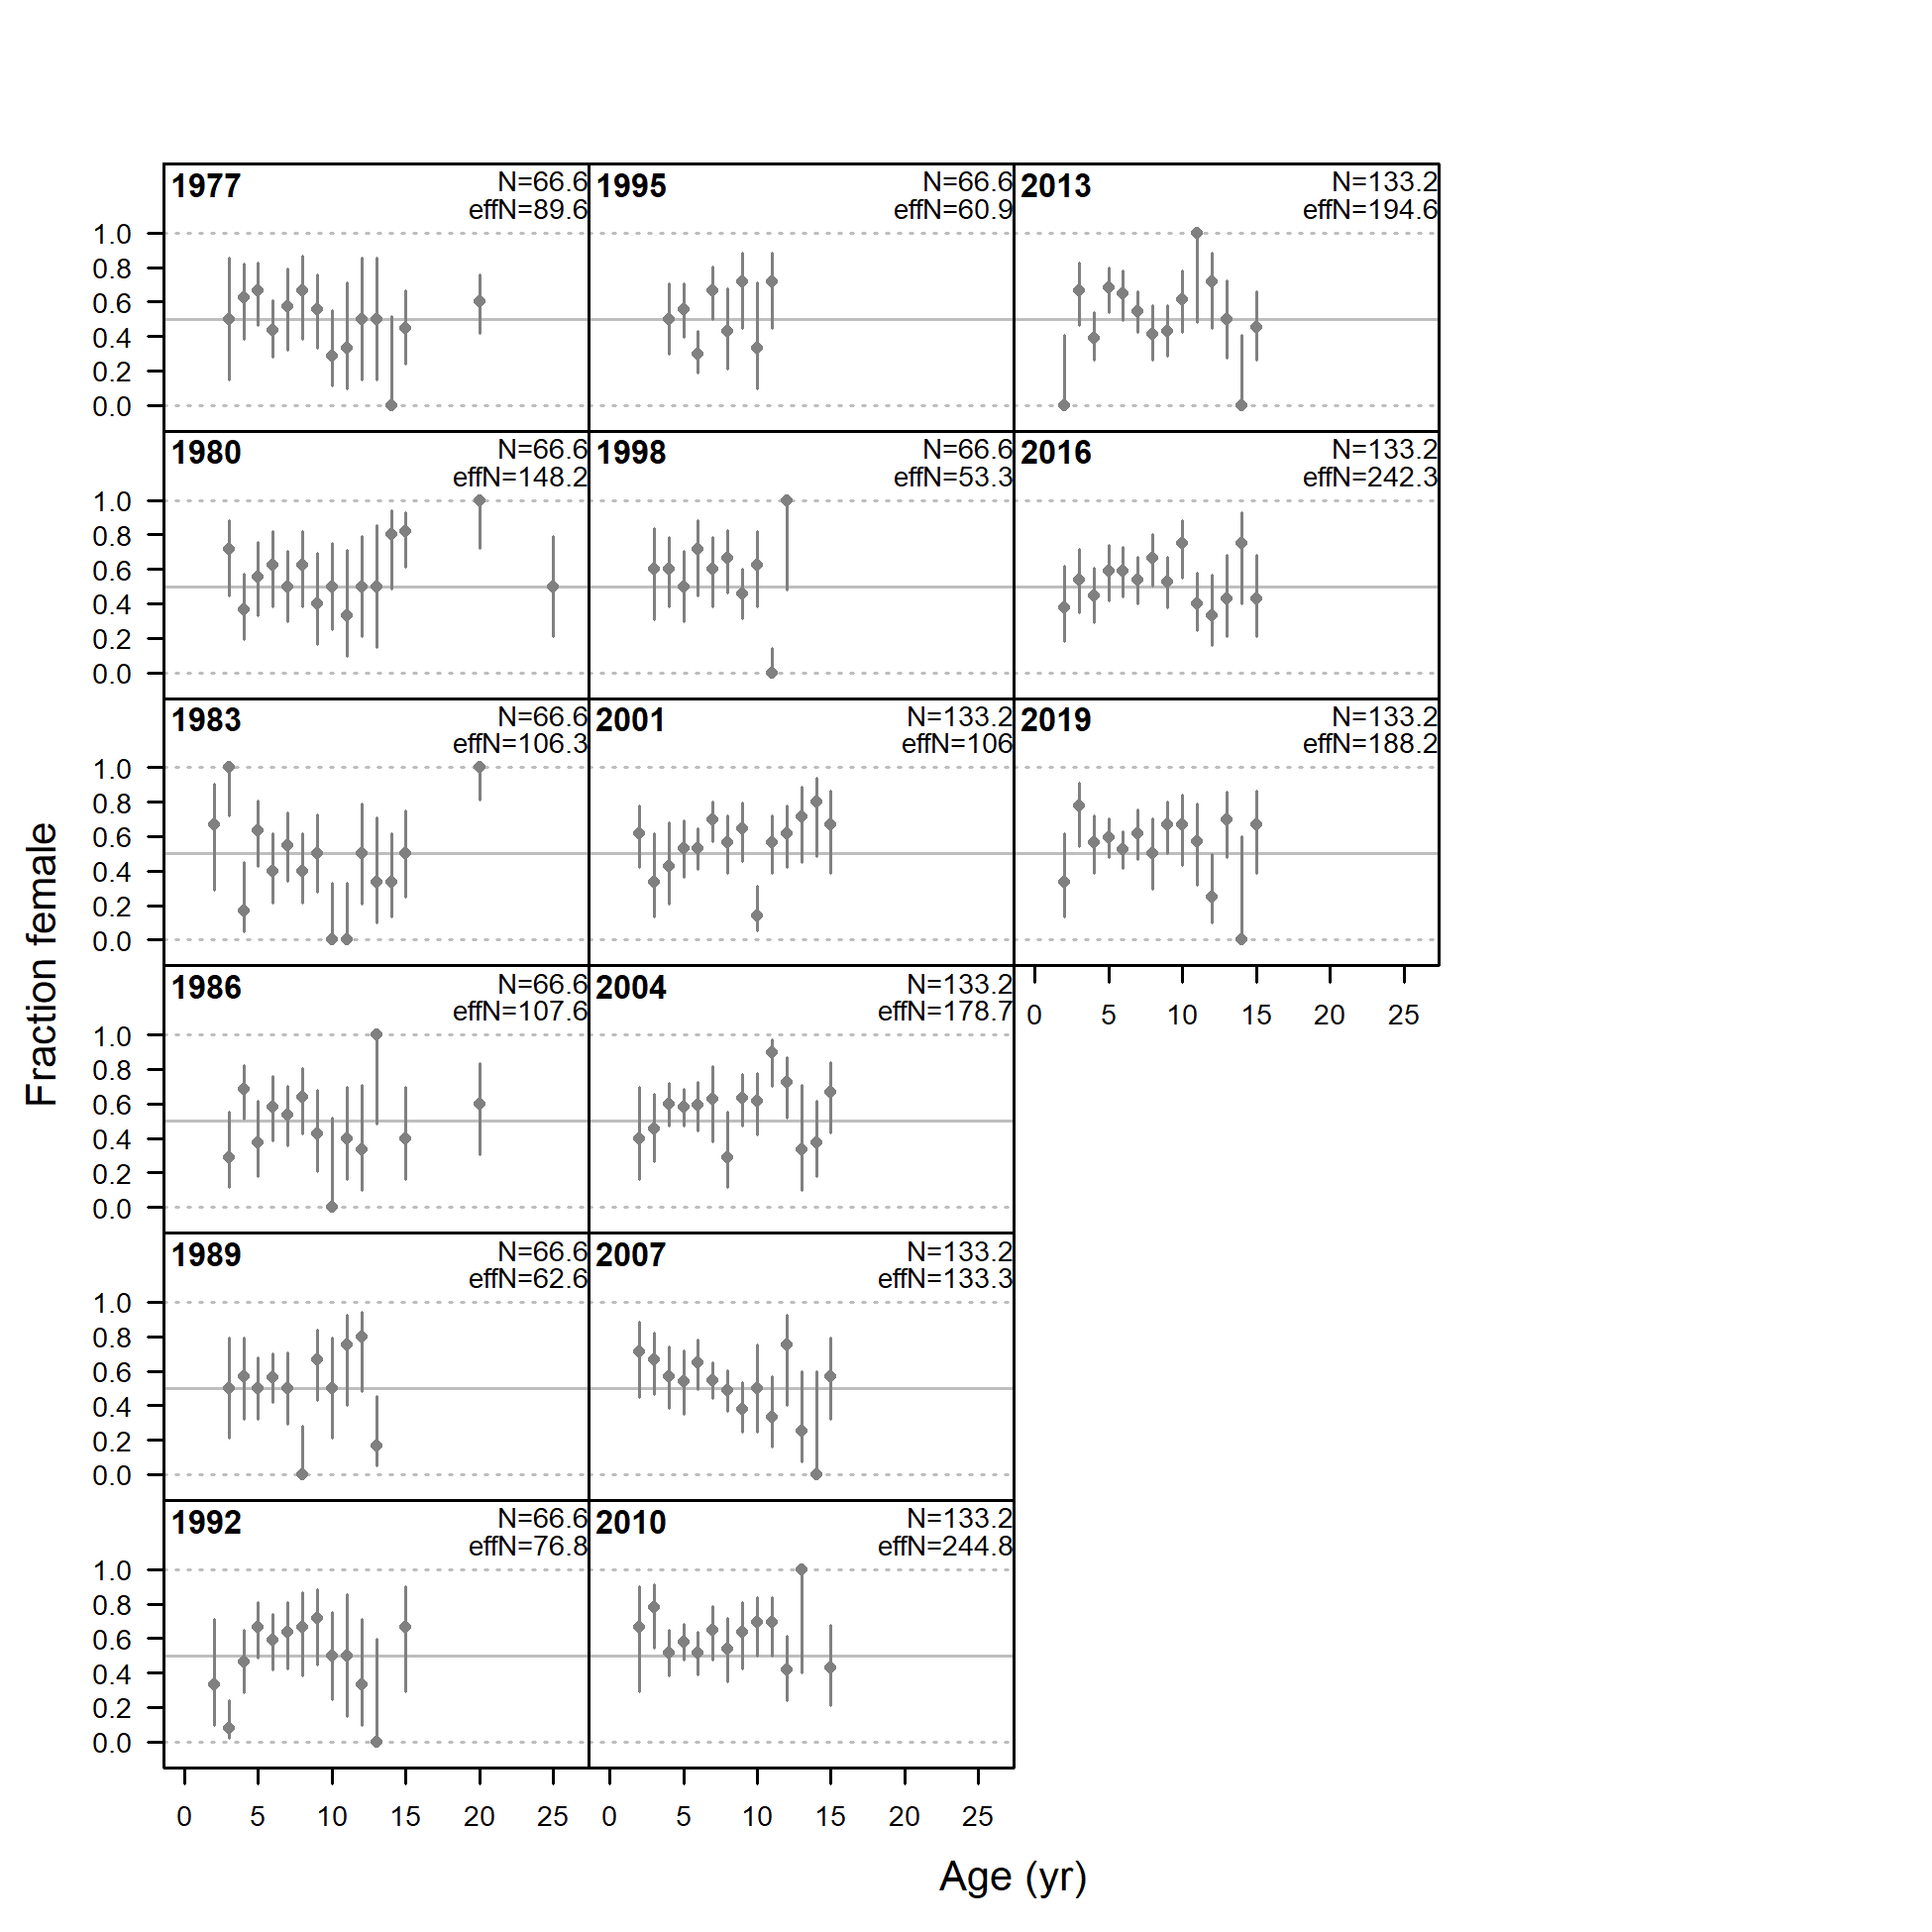 1977
N=66.6
effN=89.6
1995
N=66.6
effN=60.9
2013
N=133.2
effN=194.6
1.0
0.8
0.6
0.4
0.2
0.0
1980
N=66.6
effN=148.2
1998
N=66.6
effN=53.3
2016
N=133.2
effN=242.3
1.0
0.8
0.6
0.4
0.2
0.0
1983
N=66.6
effN=106.3
2001
N=133.2
effN=106
2019
N=133.2
effN=188.2
1.0
0.8
0.6
0.4
0.2
0.0
0 5 10 15 20 25
1986
N=66.6
effN=107.6
2004
N=133.2
effN=178.7
1.0
0.8
0.6
0.4
0.2
0.0
1989
N=66.6
effN=62.6
2007
N=133.2
effN=133.3
1.0
0.8
0.6
0.4
0.2
0.0
1992
N=66.6
effN=76.8
2010
N=133.2
effN=244.8
1.0
0.8
0.6
0.4
0.2
0.0
0 5 10 15 20 25
0 5 10 15 20 25
Fraction female
Age (yr)